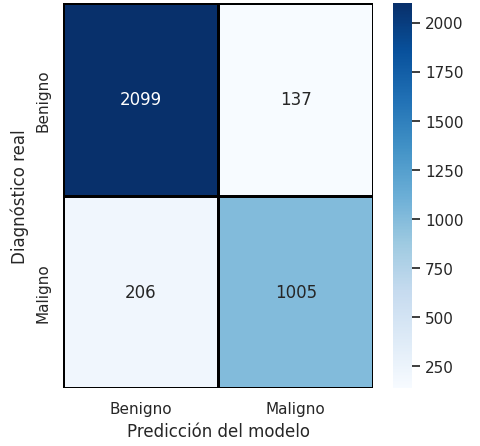 Diagnóstico real
Benigno
Maligno
2099
137
206
1005
Benigno
Maligno
Predicción del modelo
2000
1750
1500
1250
1000
750
500
250